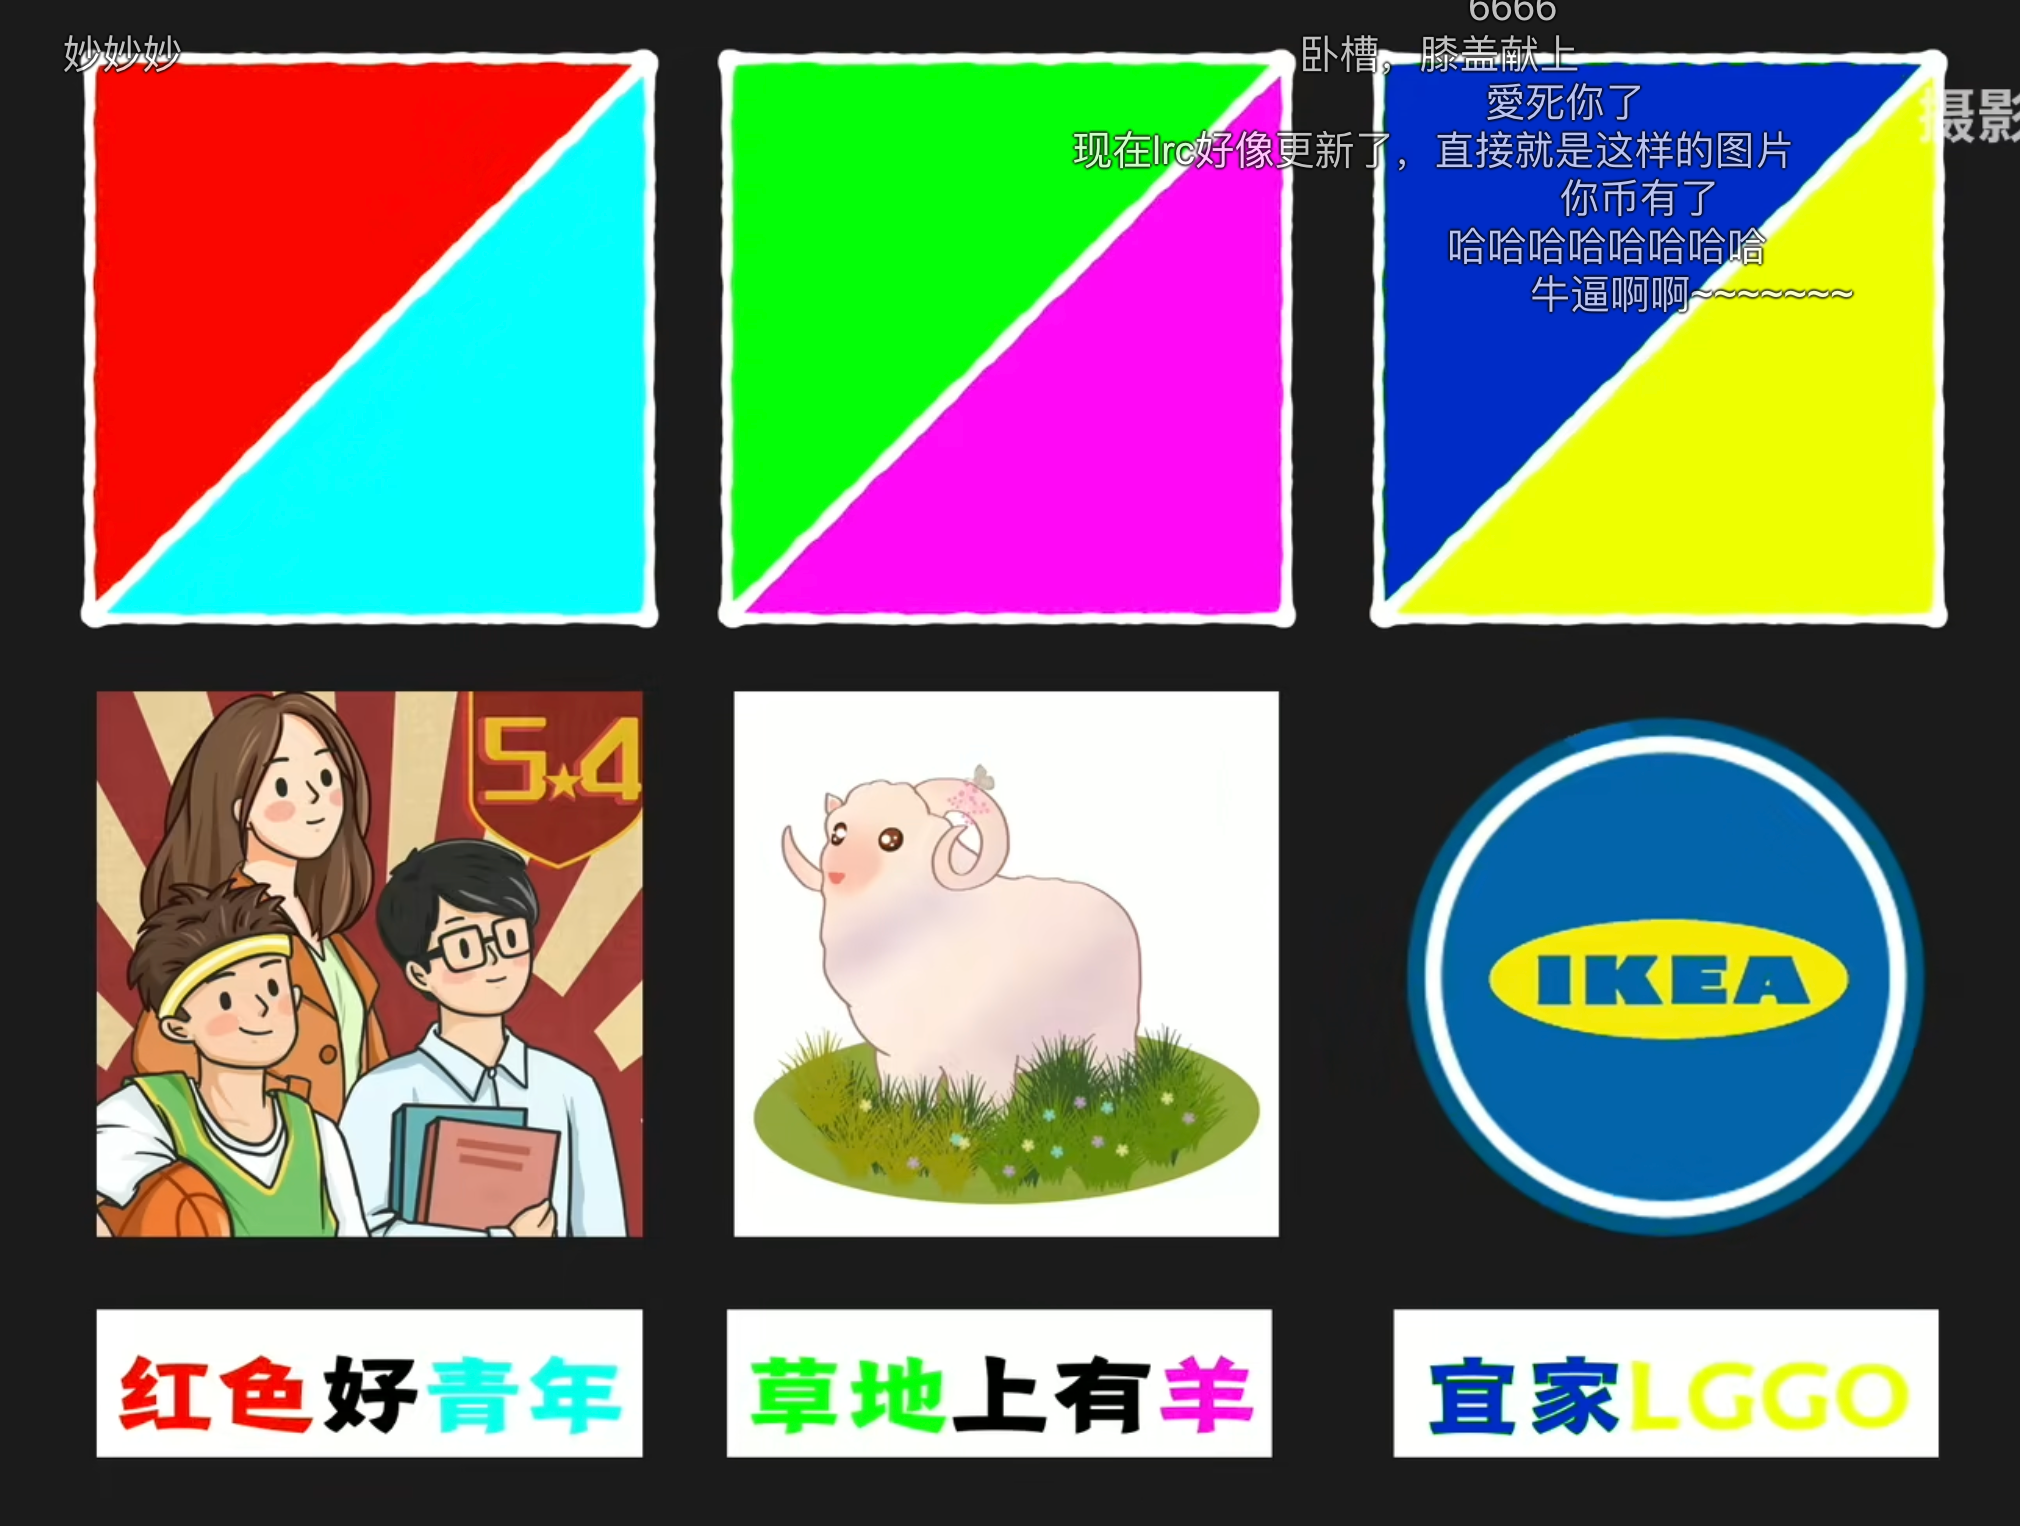 6666
妙妙妙
卧槽，膝盖献上
愛死你了
摄影
现在lrc好像更新了，直接就是这样的图片
你币有了
哈哈哈哈哈哈哈哈
牛逼啊啊~~~~~~~
5★4
IKEA
红色好青年
草地上有羊
宜家LGGO